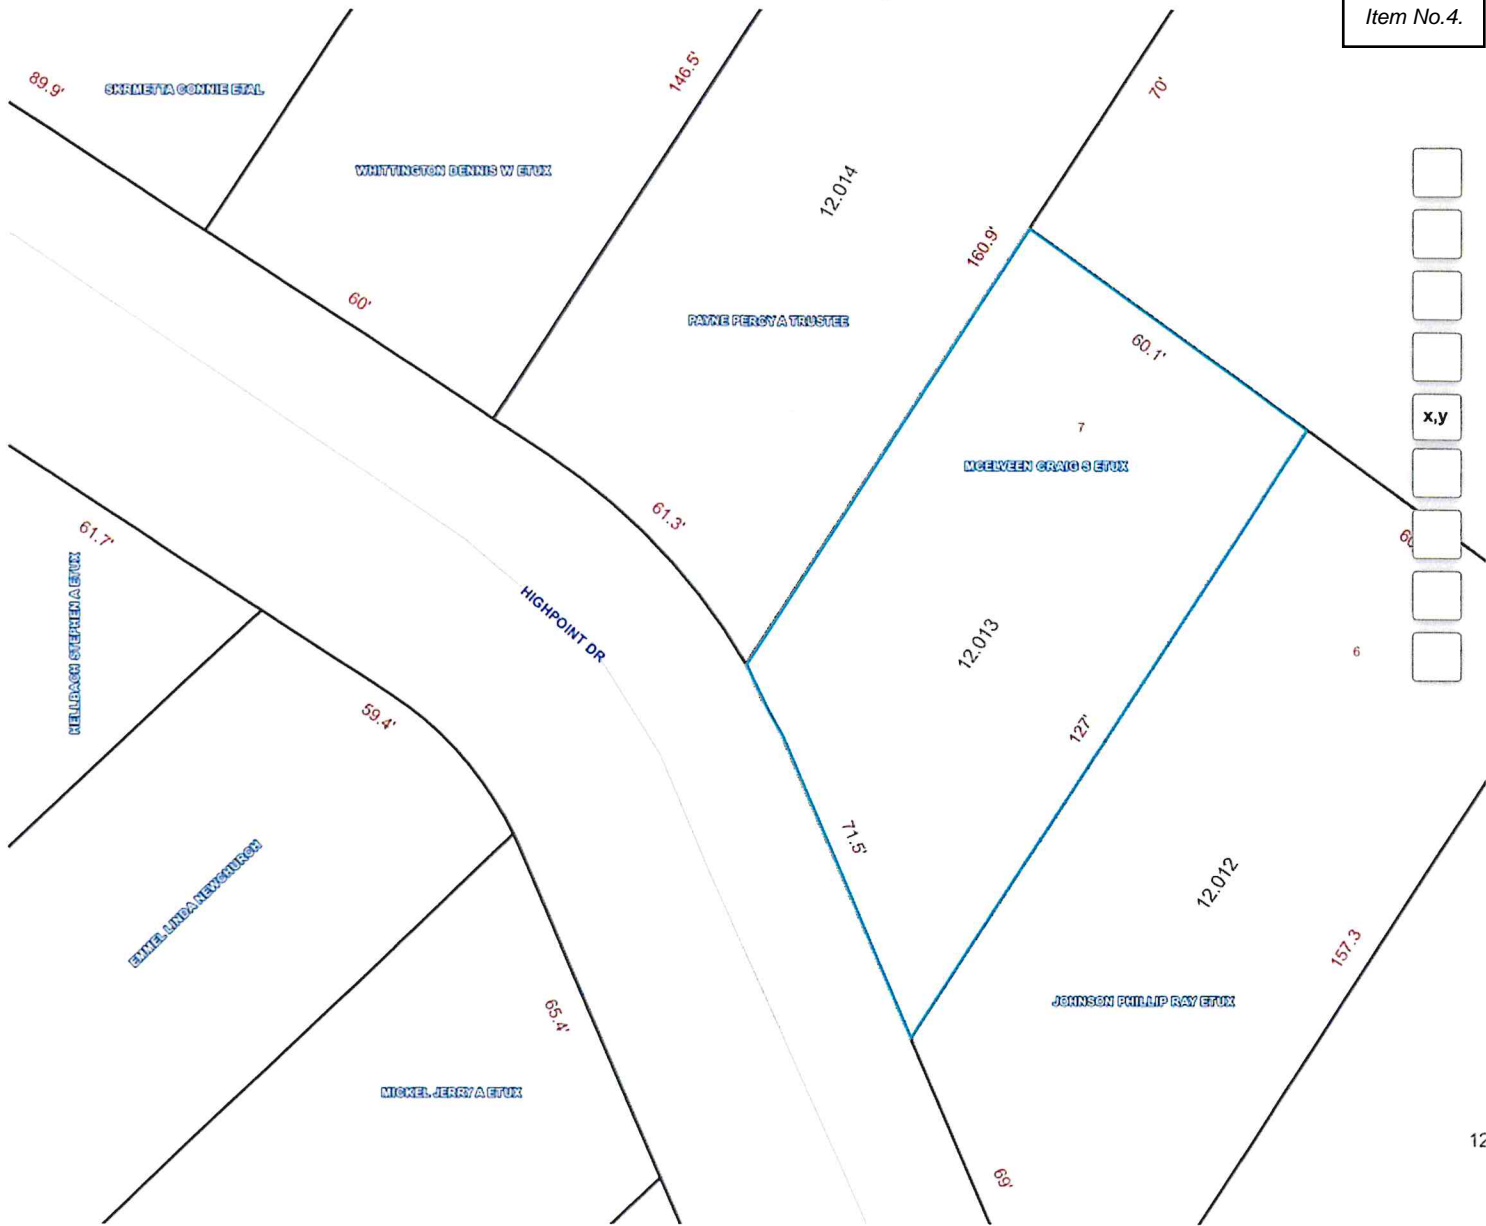 Item No.4.
89.9'
SKRMETTA CONNIE ETAL
146.5'
70'
WHITTINGTON DENNIS W ETUX
12.014
160.9'
60'
PAYNE PERCY A TRUSTEE
60.1'
x,y
7
MCELVEEN CRAIG S ETUX
61.3'
61.7'
HELLBACH STEPHEN A ETUX
HIGHPOINT DR
12.013
6
59.4'
127'
71.5'
EMMEL LINDA NEWCHURCH
12.012
157.3
JOHNSON PHILLIP RAY ETUX
65.4'
MICKEL JERRY A ETUX
69'
12